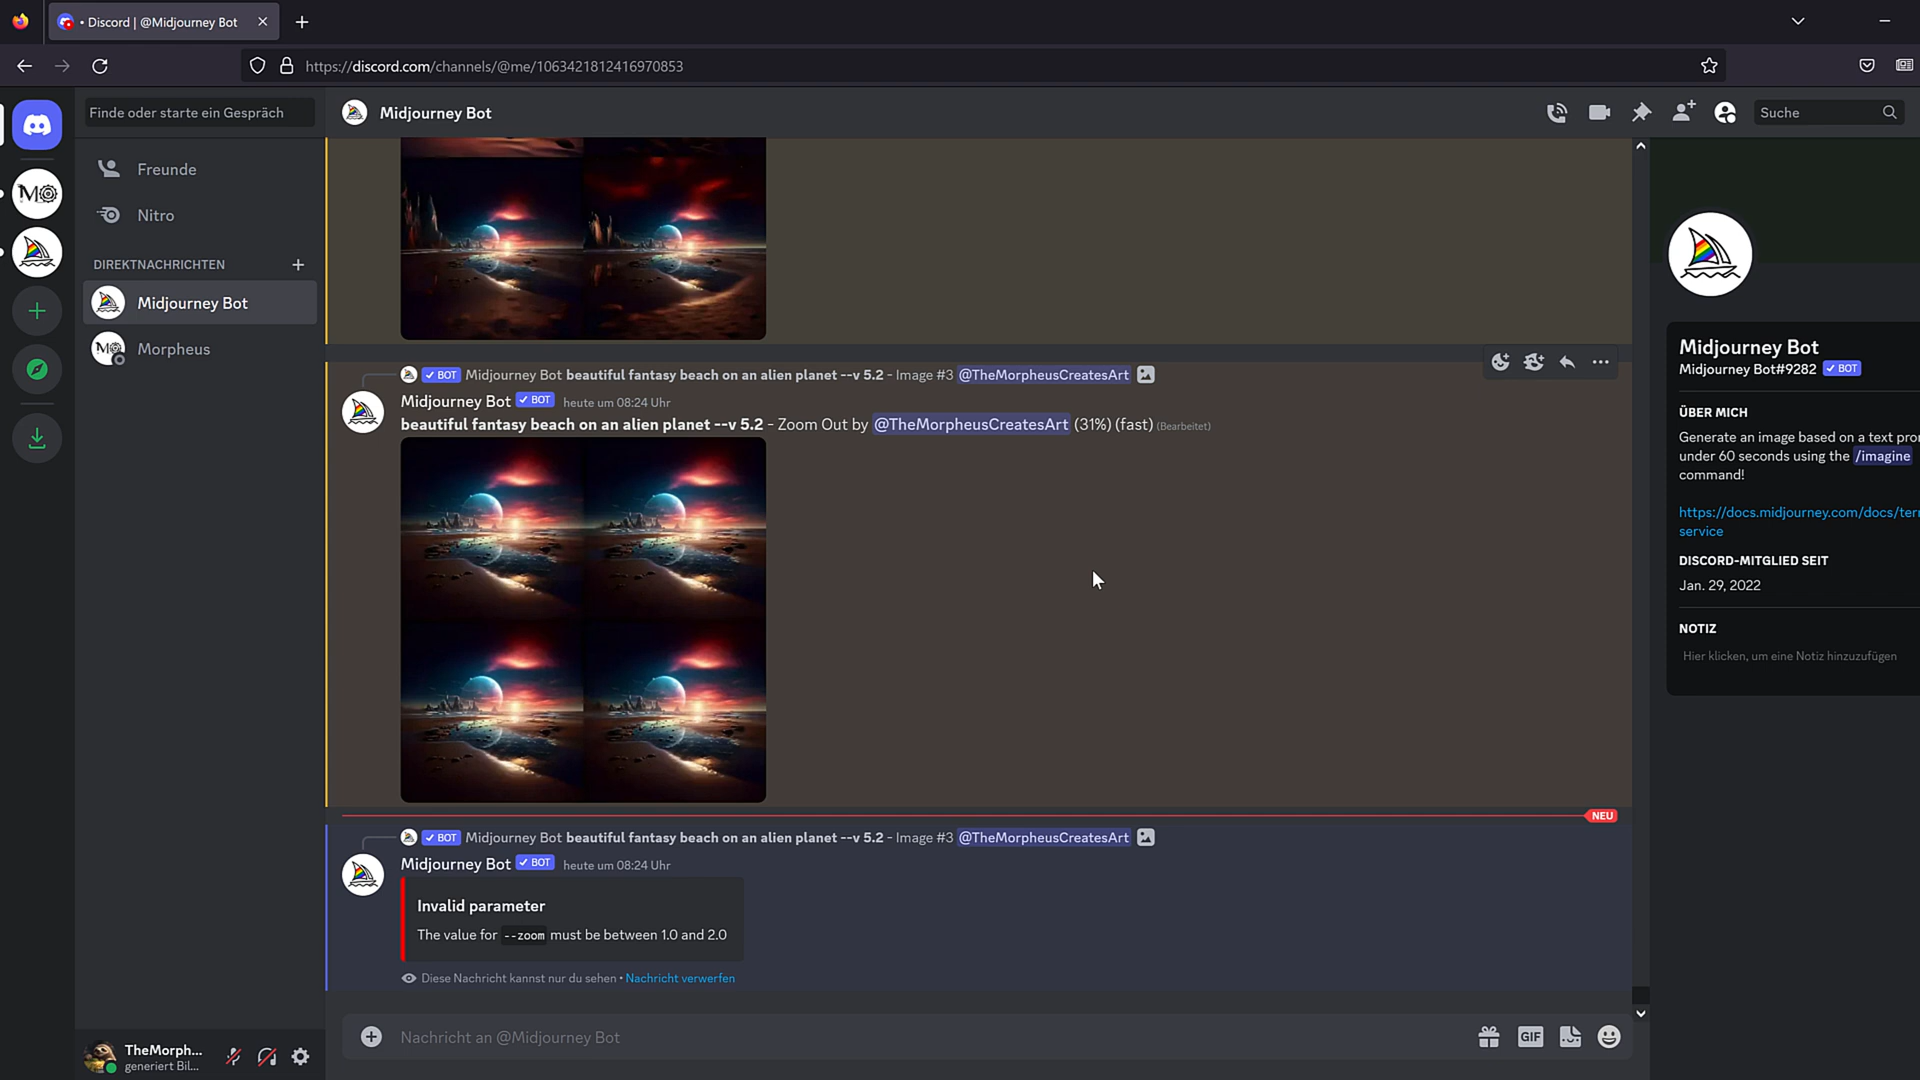 • Discord | @Midjourney Bot
https://discord.com/channels/@me/1063421812416970853
Finde oder starte ein Gespräch
Midjourney Bot
Suche
Freunde
Nitro
DIREKTNACHRICHTEN
Midjourney Bot
Morpheus
BOT Midjourney Bot beautiful fantasy beach on an alien planet --v 5.2 - Image #3 @TheMorpheusCreatesArt
Midjourney Bot BOT heute um 08:24 Uhr
beautiful fantasy beach on an alien planet --v 5.2 - Zoom Out by @TheMorpheusCreatesArt (31%) (fast) (Bearbeitet)
NEU
BOT Midjourney Bot beautiful fantasy beach on an alien planet --v 5.2 - Image #3 @TheMorpheusCreatesArt
Midjourney Bot BOT heute um 08:24 Uhr
Invalid parameter
The value for --zoom must be between 1.0 and 2.0
Diese Nachricht kannst nur du sehen • Nachricht verwerfen
Nachricht an @Midjourney Bot
GIF
TheMorph...
generiert Bil...
Midjourney Bot
Midjourney Bot#9282 BOT
ÜBER MICH
Generate an image based on a text pro
under 60 seconds using the /imagine
command!
https://docs.midjourney.com/docs/ter
service
DISCORD-MITGLIED SEIT
Jan. 29, 2022
NOTIZ
Hier klicken, um eine Notiz hinzuzufügen